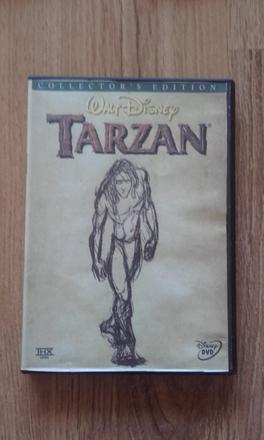 COLLECTOR'S EDITION
WALT DISNEY
TARZAN
THX
DISNEY
DVD